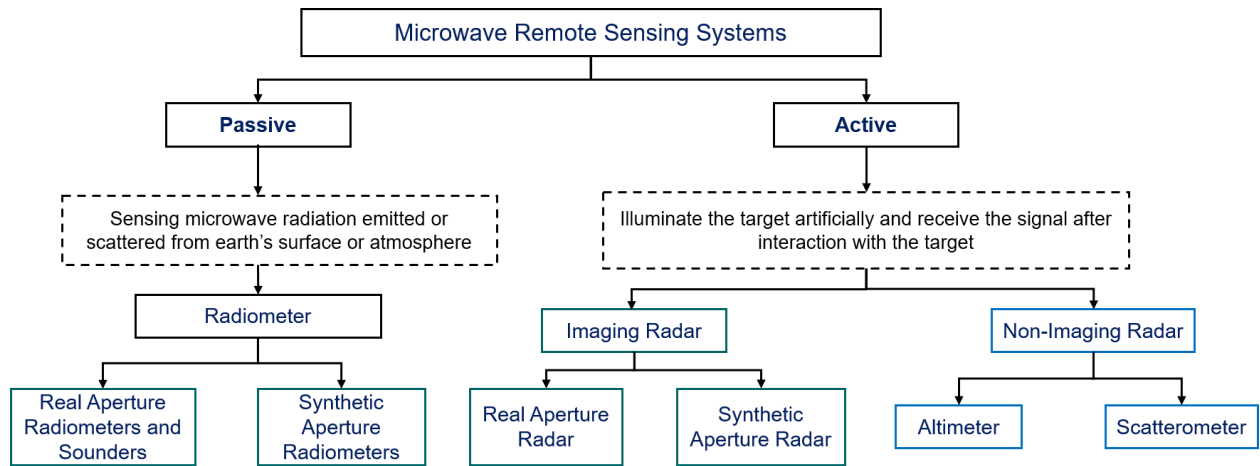 Microwave Remote Sensing Systems
Passive
Active
Sensing microwave radiation emitted or
scattered from earth's surface or atmosphere
Illuminate the target artificially and receive the signal after
interaction with the target
Radiometer
Imaging Radar
Non-Imaging Radar
Real Aperture
Radiometers and
Sounders
Synthetic
Aperture
Radiometers
Real Aperture
Radar
Synthetic
Aperture Radar
Altimeter
Scatterometer